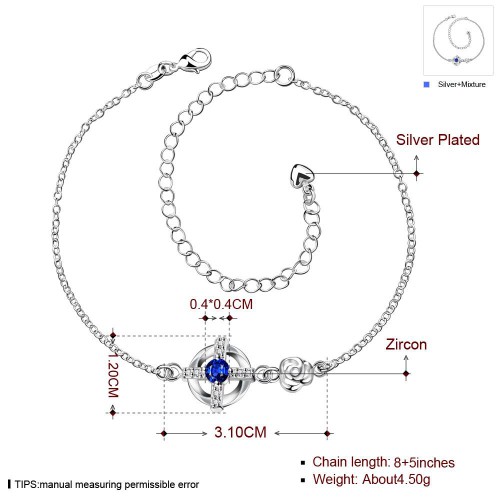 Silver+Mixture
Silver Plated
0.4*0.4CM
1.20CM
Zircon
3.10CM
Chain length: 8+5inches
Weight: About4.50g
TIPS:manual measuring permissible error